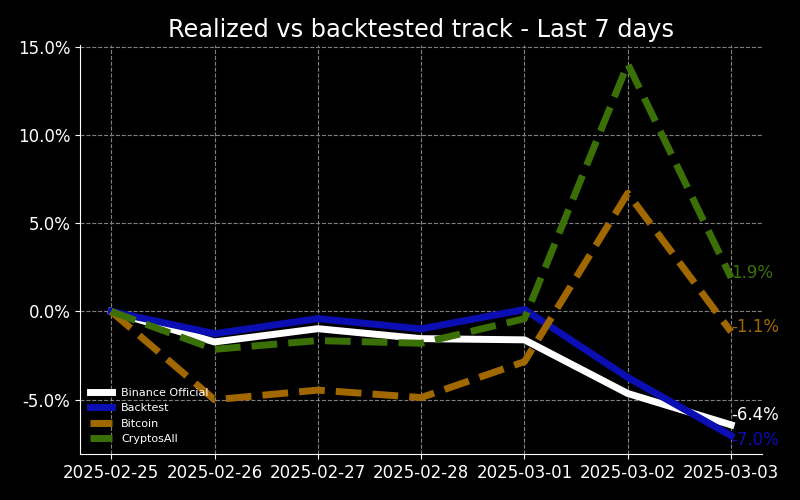 Realized vs backtested track - Last 7 days
15.0%
10.0%
5.0%
0.0%
-5.0%
1.9%
-1.1%
-6.4%
-7.0%
Binance Official
Backtest
Bitcoin
CryptosAll
2025-02-25 2025-02-26 2025-02-27 2025-02-28 2025-03-01 2025-03-02 2025-03-03